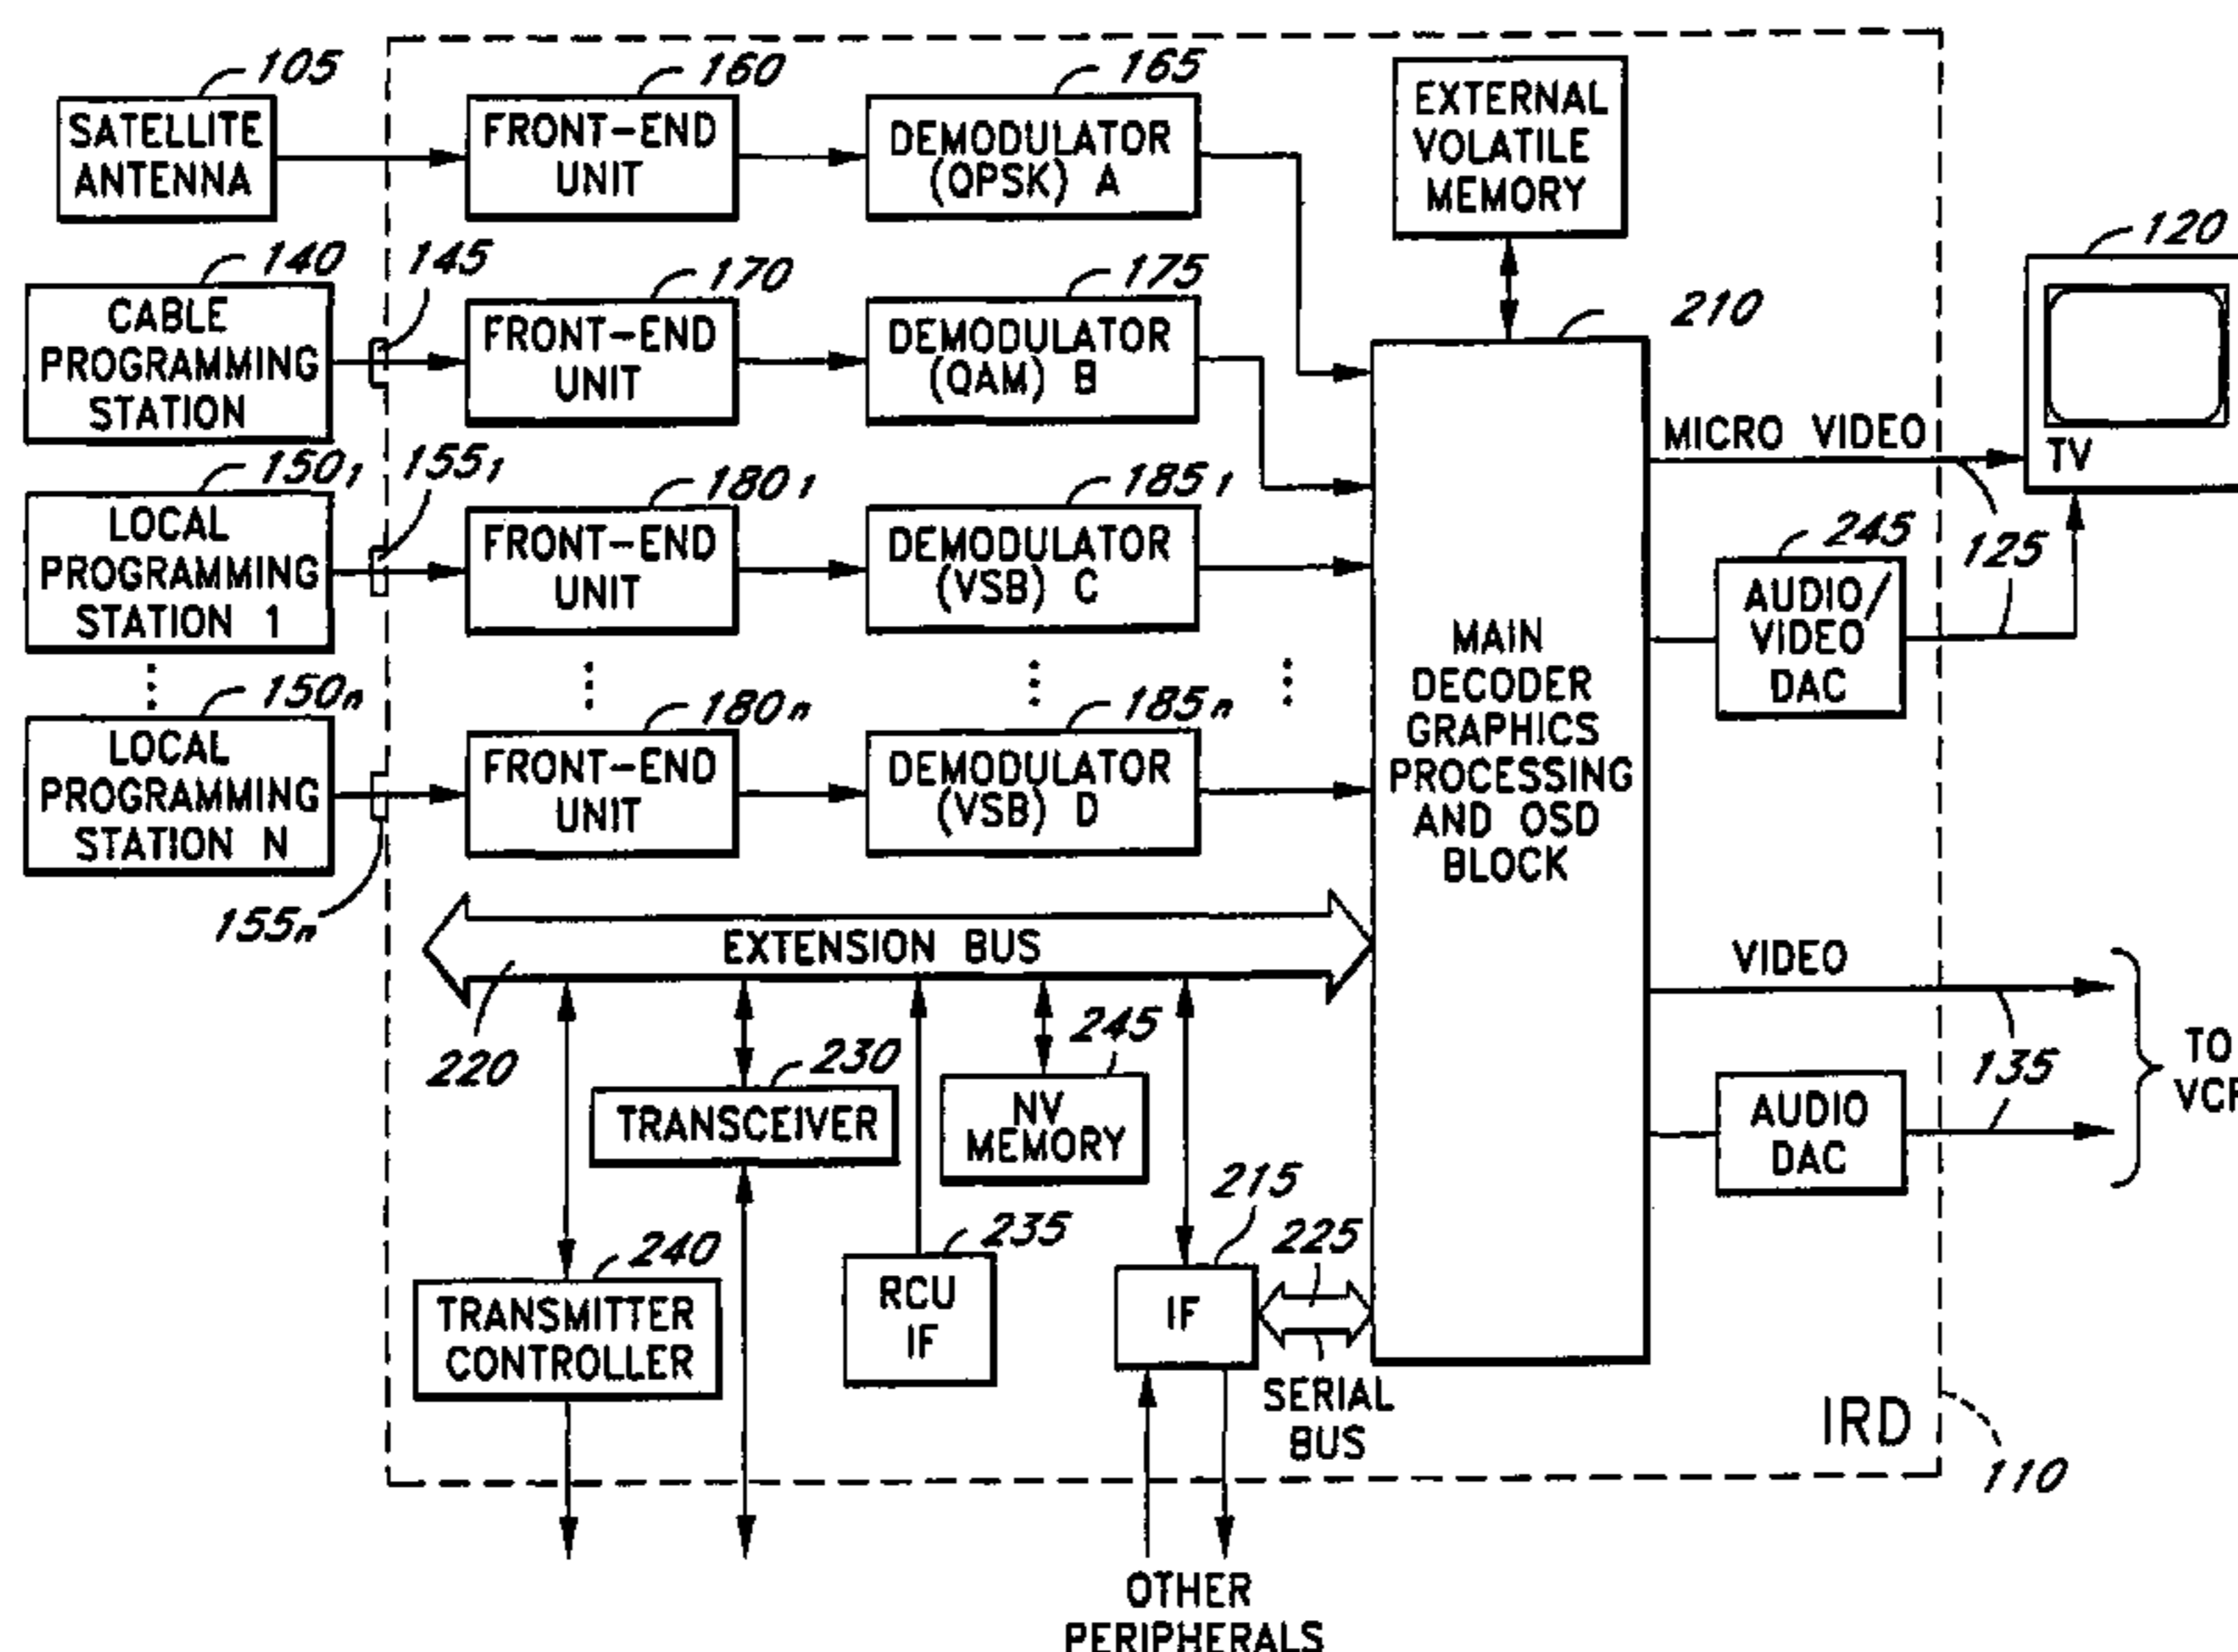 105
SATELLITE
ANTENNA
160
FRONT-END
UNIT
165
DEMODULATOR
(QPSK) A
EXTERNAL
VOLATILE
MEMORY
120
TV
140
CABLE
PROGRAMMING
STATION
145
170
FRONT-END
UNIT
175
DEMODULATOR
(QAM) B
210
MAIN
DECODER
GRAPHICS
PROCESSING
AND OSD
BLOCK
MICRO VIDEO
125
245
AUDIO/
VIDEO
DAC
150₁
LOCAL
PROGRAMMING
STATION 1
155₁
180₁
FRONT-END
UNIT
185₁
DEMODULATOR
(VSB) C
150n
LOCAL
PROGRAMMING
STATION N
155n
180n
FRONT-END
UNIT
185n
DEMODULATOR
(VSB) D
EXTENSION BUS
220
VIDEO
135
TO
AUDIO
DAC
230
TRANSCEIVER
245
NV
MEMORY
240
TRANSMITTER
CONTROLLER
235
RCU
IF
215
IF
225
SERIAL
BUS
IRD
110
OTHER
PERIPHERALS